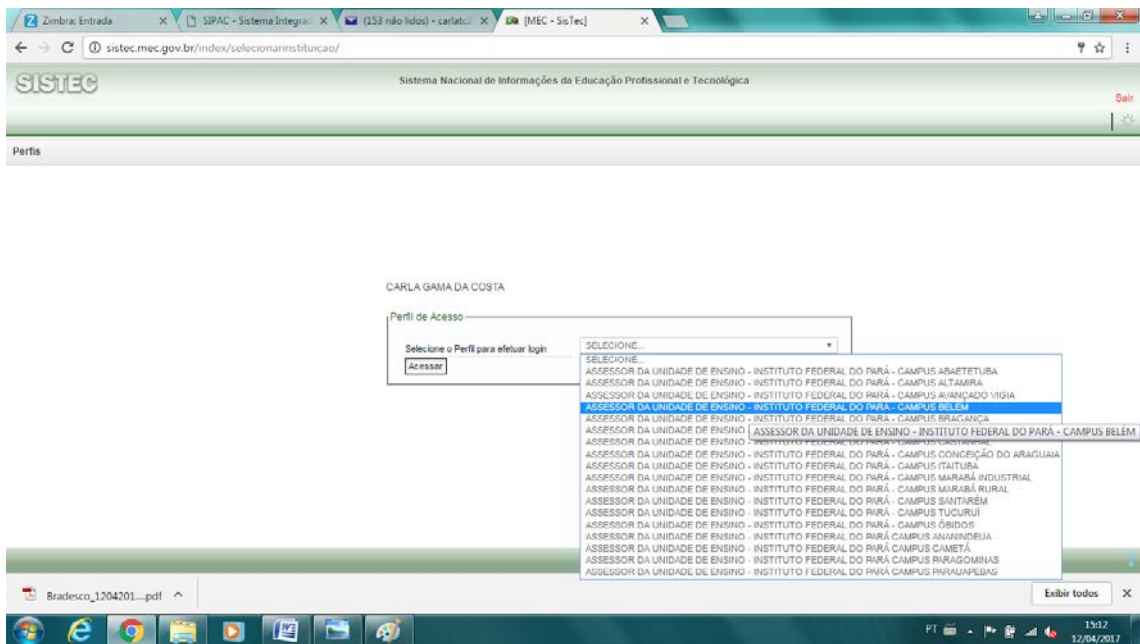 Zimbra: Entrada
SIPAC - Sistema Integra
(153 não lidos) - carlatc
[MEC - SisTec]
sistec.mec.gov.br/index/selecionarinstituicao/
SISTEC
Sistema Nacional de Informações da Educação Profissional e Tecnológica
Sair
Perfis
CARLA GAMA DA COSTA
Perfil de Acesso
Selecione o Perfil para efetuar login
SELECIONE...
Acessar
SELECIONE...
ASSESSOR DA UNIDADE DE ENSINO - INSTITUTO FEDERAL DO PARÁ - CAMPUS ABAETETUBA
ASSESSOR DA UNIDADE DE ENSINO - INSTITUTO FEDERAL DO PARÁ - CAMPUS ALTAMIRA
ASSESSOR DA UNIDADE DE ENSINO - INSTITUTO FEDERAL DO PARÁ - CAMPUS AVANÇADO VIGIA
ASSESSOR DA UNIDADE DE ENSINO - INSTITUTO FEDERAL DO PARÁ - CAMPUS BELÉM
ASSESSOR DA UNIDADE DE ENSINO - INSTITUTO FEDERAL DO PARÁ - CAMPUS BRAGANÇA
ASSESSOR DA UNIDADE DE ENSINO
ASSESSOR DA UNIDADE DE ENSINO - INSTITUTO FEDERAL DO PARÁ - CAMPUS BELÉM
ASSESSOR DA UNIDADE DE ENSINO - INSTITUTO FEDERAL DO PARÁ - CAMPUS CASTANHAL
ASSESSOR DA UNIDADE DE ENSINO - INSTITUTO FEDERAL DO PARÁ - CAMPUS CONCEIÇÃO DO ARAGUAIA
ASSESSOR DA UNIDADE DE ENSINO - INSTITUTO FEDERAL DO PARÁ - CAMPUS ITAITUBA
ASSESSOR DA UNIDADE DE ENSINO - INSTITUTO FEDERAL DO PARÁ - CAMPUS MARABÁ INDUSTRIAL
ASSESSOR DA UNIDADE DE ENSINO - INSTITUTO FEDERAL DO PARÁ - CAMPUS MARABÁ RURAL
ASSESSOR DA UNIDADE DE ENSINO - INSTITUTO FEDERAL DO PARÁ - CAMPUS SANTARÉM
ASSESSOR DA UNIDADE DE ENSINO - INSTITUTO FEDERAL DO PARÁ - CAMPUS TUCURUÍ
ASSESSOR DA UNIDADE DE ENSINO - INSTITUTO FEDERAL DO PARÁ - CAMPUS ÓBIDOS
ASSESSOR DA UNIDADE DE ENSINO - INSTITUTO FEDERAL DO PARÁ CAMPUS ANANINDEUA
ASSESSOR DA UNIDADE DE ENSINO - INSTITUTO FEDERAL DO PARÁ CAMPUS CAMETÁ
ASSESSOR DA UNIDADE DE ENSINO - INSTITUTO FEDERAL DO PARÁ CAMPUS PARAGOMINAS
ASSESSOR DA UNIDADE DE ENSINO - INSTITUTO FEDERAL DO PARÁ CAMPUS PARAUAPEBAS
Bradesco_1204201....pdf
Exibir todos
PT
15:12
12/04/2017